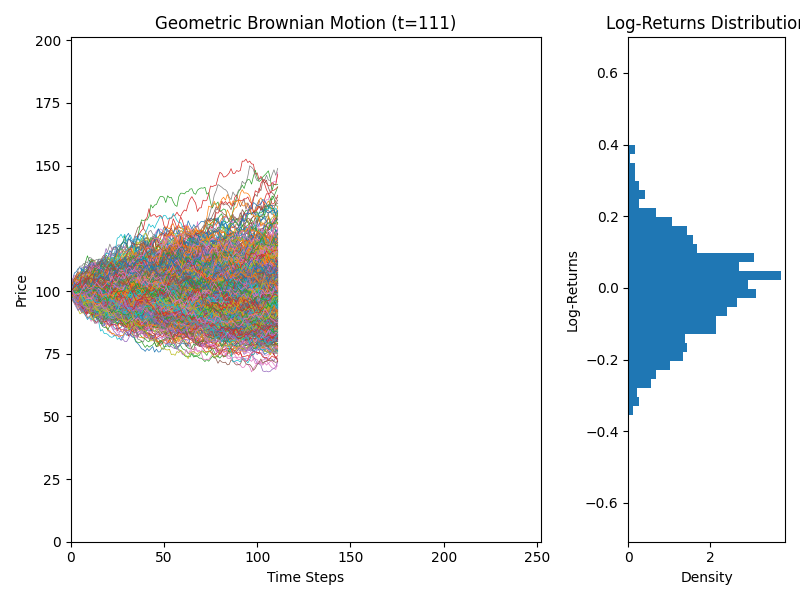 Geometric Brownian Motion (t=111)
Log-Returns Distribution
200
175
150
125
100
75
50
25
0
Price
0 50 100 150 200 250
Time Steps
0.6
0.4
0.2
0.0
−0.2
−0.4
−0.6
Log-Returns
0 2
Density